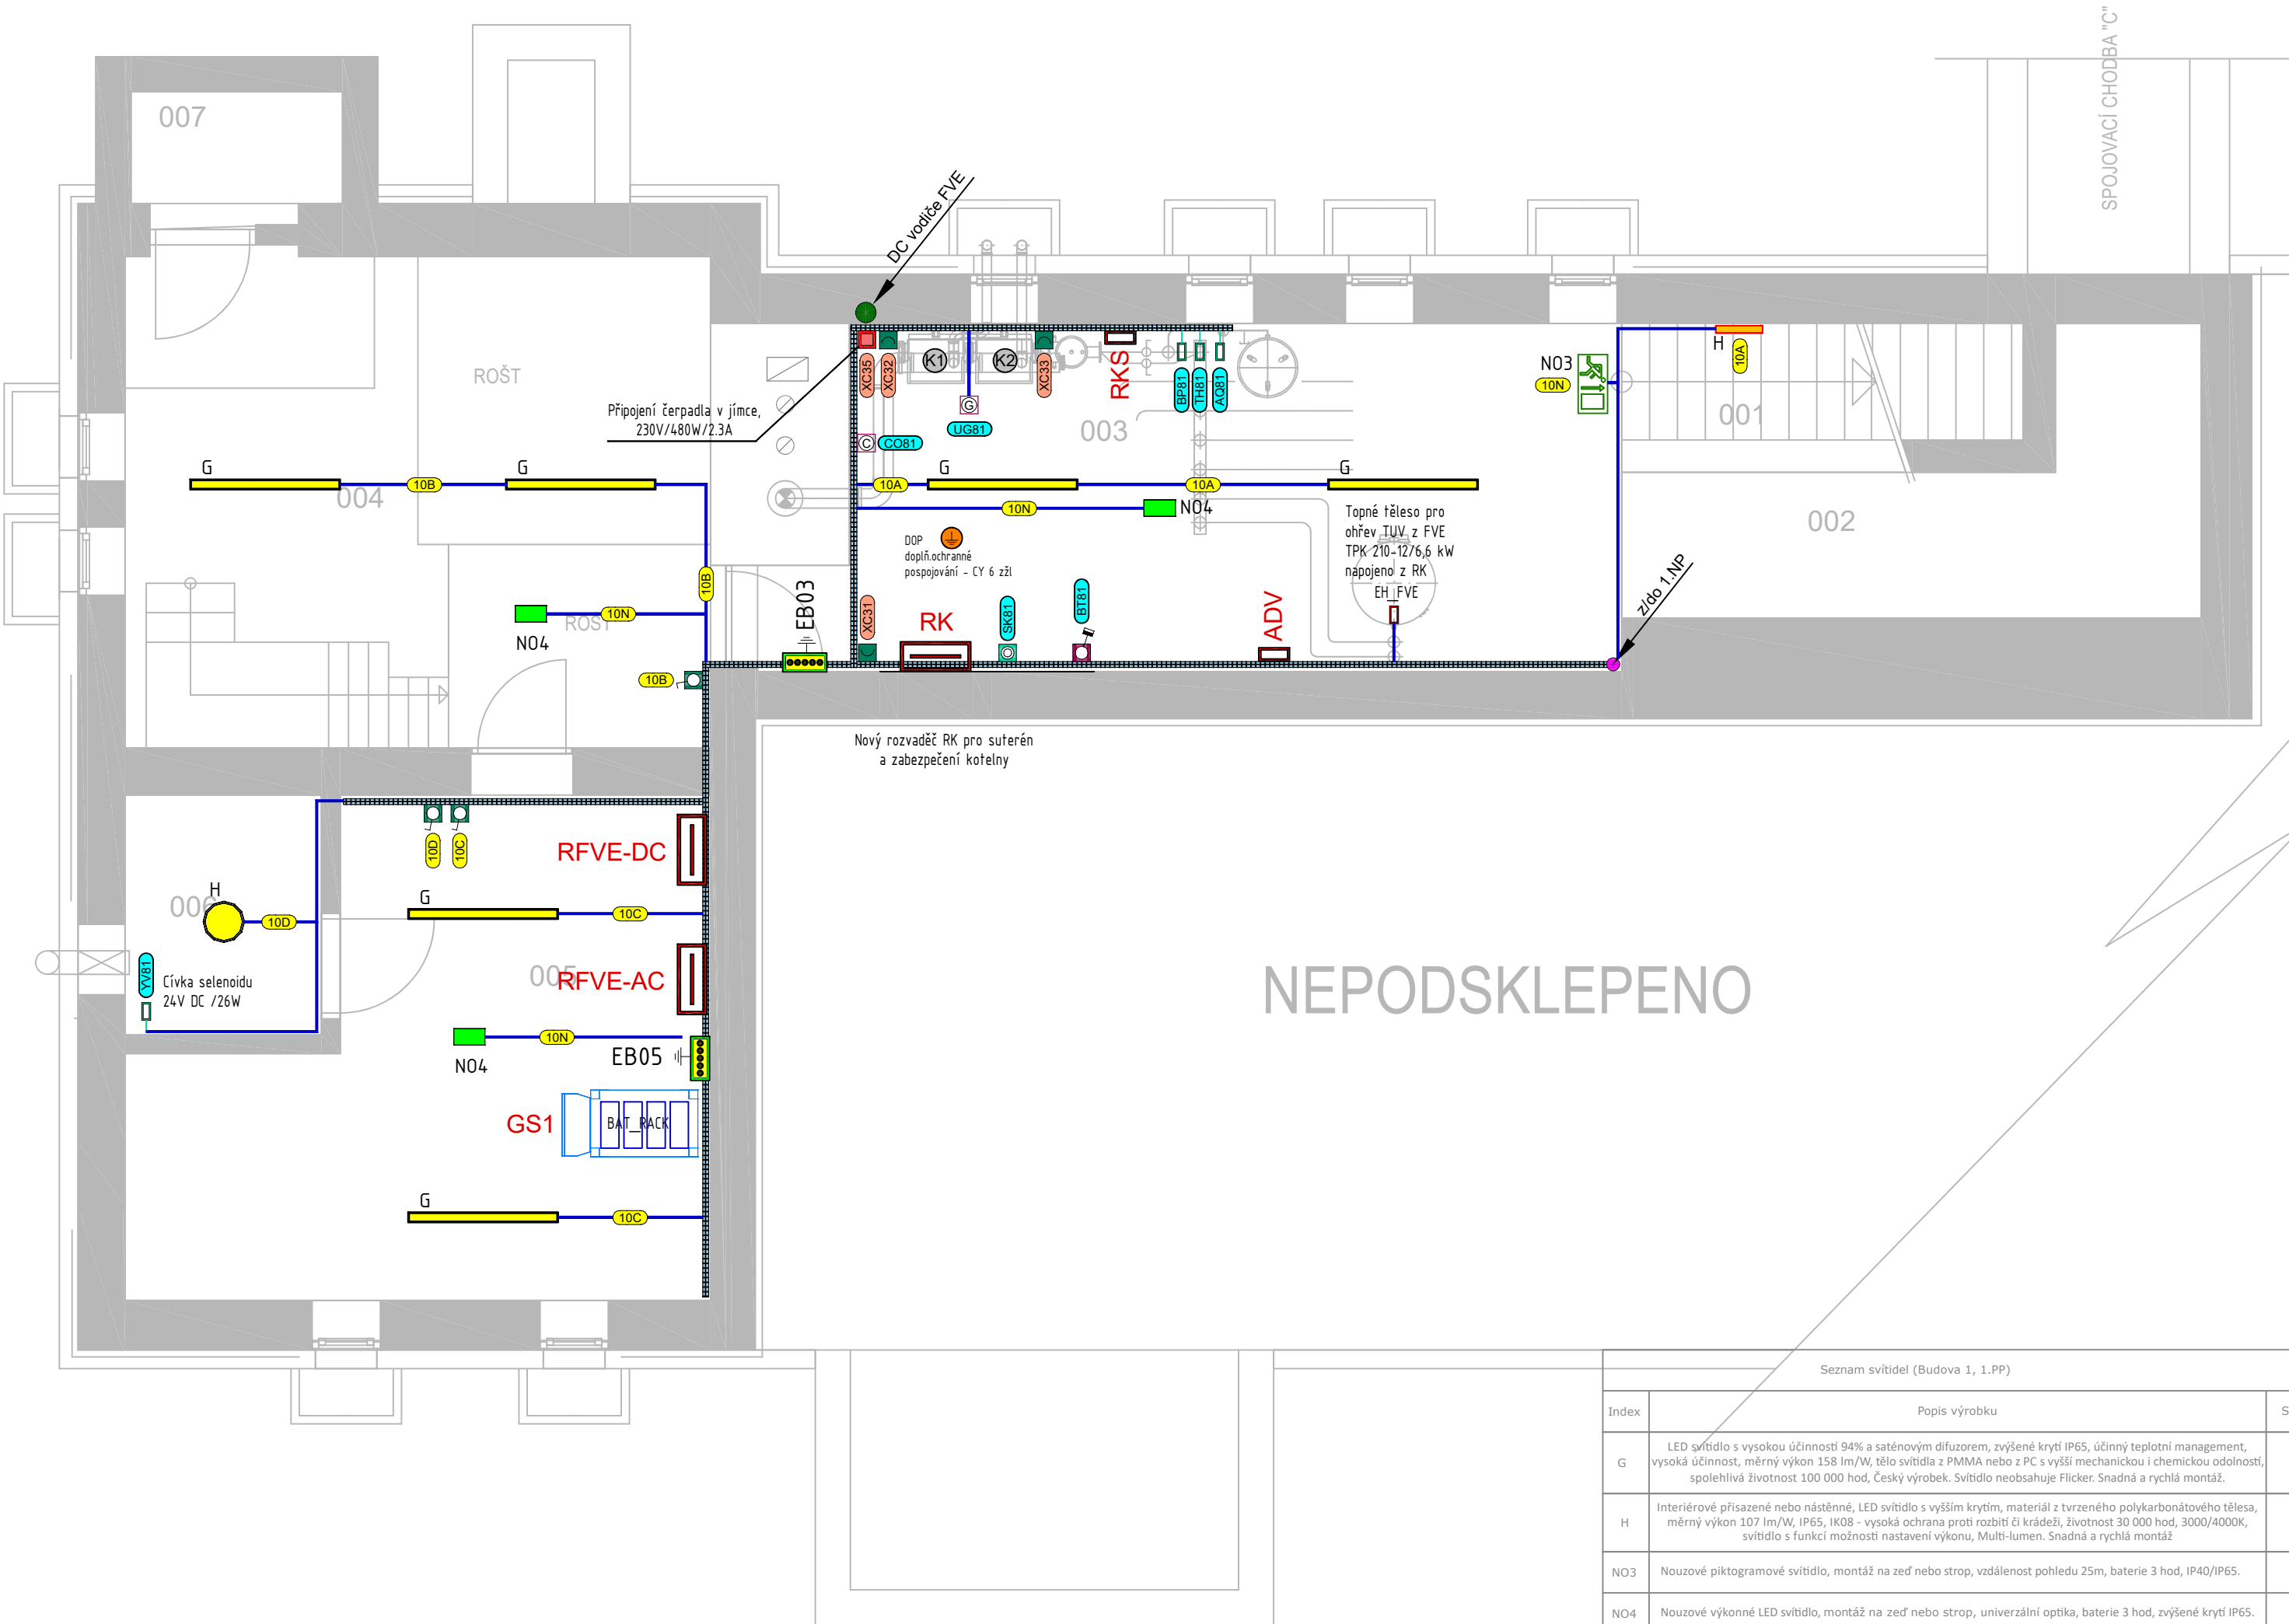 SPOJOVACÍ CHODBA "C"
007
DC vodiče FVE
ROŠT
Připojení čerpadla v jímce,
230V/480W/2.3A
XC35
XC32
K1
K2
XC33
RKS
BP81
TH81
AQ81
G
UG81
C
CO81
003
NO3
10N
H
10A
001
002
G
10B
G
004
10A
G
10A
G
10N
NO4
DOP
doplň.ochranné
pospojování - CY 6 zžl
Topné těleso pro
ohřev TUV z FVE
TPK 210-12/6,6 kW
napojeno z RK
EH_FVE
z/do 1.NP
10B
10N
NO4
ROŠT
EB03
XC31
RK
SK81
BT81
ADV
10B
Nový rozvaděč RK pro suterén
a zabezpečení kotelny
10D
10C
RFVE-DC
H
006
10D
G
10C
YV81
Cívka selenoidu
24V DC /26W
005
RFVE-AC
10N
NO4
EB05
GS1
BAT_RACK
G
10C
NEPODSKLEPENO
Seznam svítidel (Budova 1, 1.PP)
Index
Popis výrobku
S
G
LED svítidlo s vysokou účinností 94% a saténovým difuzorem, zvýšené krytí IP65, účinný teplotní management,
vysoká účinnost, měrný výkon 158 lm/W, tělo svítidla z PMMA nebo z PC s vyšší mechanickou i chemickou odolností,
spolehlivá životnost 100 000 hod, Český výrobek. Svítidlo neobsahuje Flicker. Snadná a rychlá montáž.
H
Interiérové přisazené nebo nástěnné, LED svítidlo s vyšším krytím, materiál z tvrzeného polykarbonátového tělesa,
měrný výkon 107 lm/W, IP65, IK08 - vysoká ochrana proti rozbití či krádeži, životnost 30 000 hod, 3000/4000K,
svítidlo s funkcí možnosti nastavení výkonu, Multi-lumen. Snadná a rychlá montáž
NO3
Nouzové piktogramové svítidlo, montáž na zeď nebo strop, vzdálenost pohledu 25m, baterie 3 hod, IP40/IP65.
NO4
Nouzové výkonné LED svítidlo, montáž na zeď nebo strop, univerzální optika, baterie 3 hod, zvýšené krytí IP65.